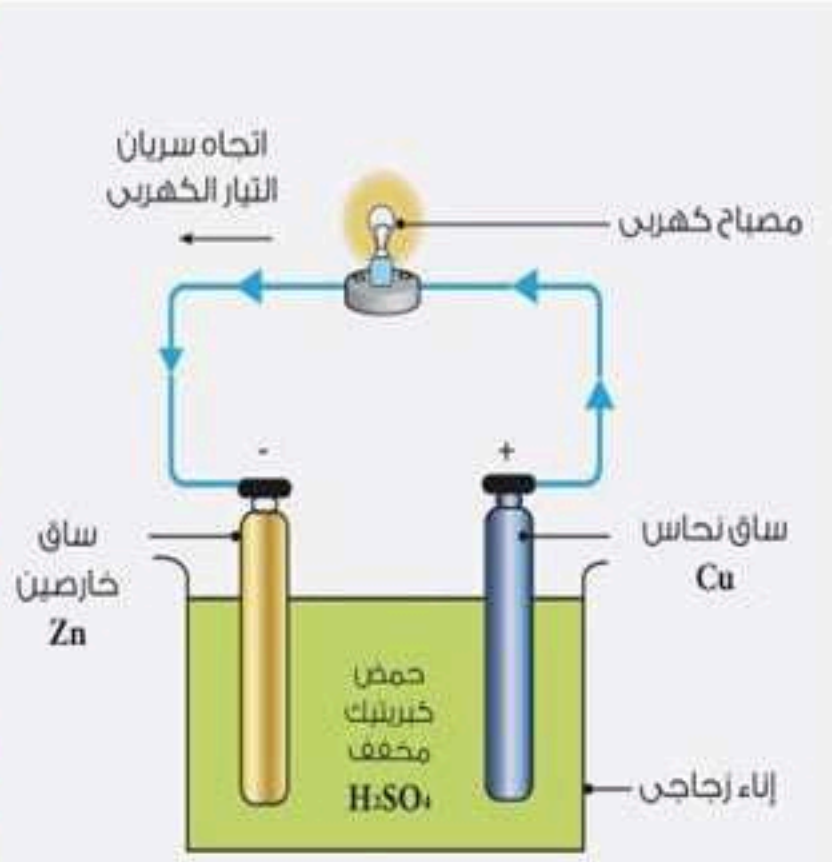 اتجاه سريان
التيار الكهربى
مصباح كهربى
-
+
ساق
خارصين
Zn
ساق نحاس
Cu
حمض
كبريتيك
مخفف
H₂SO₄
إناء زجاجى